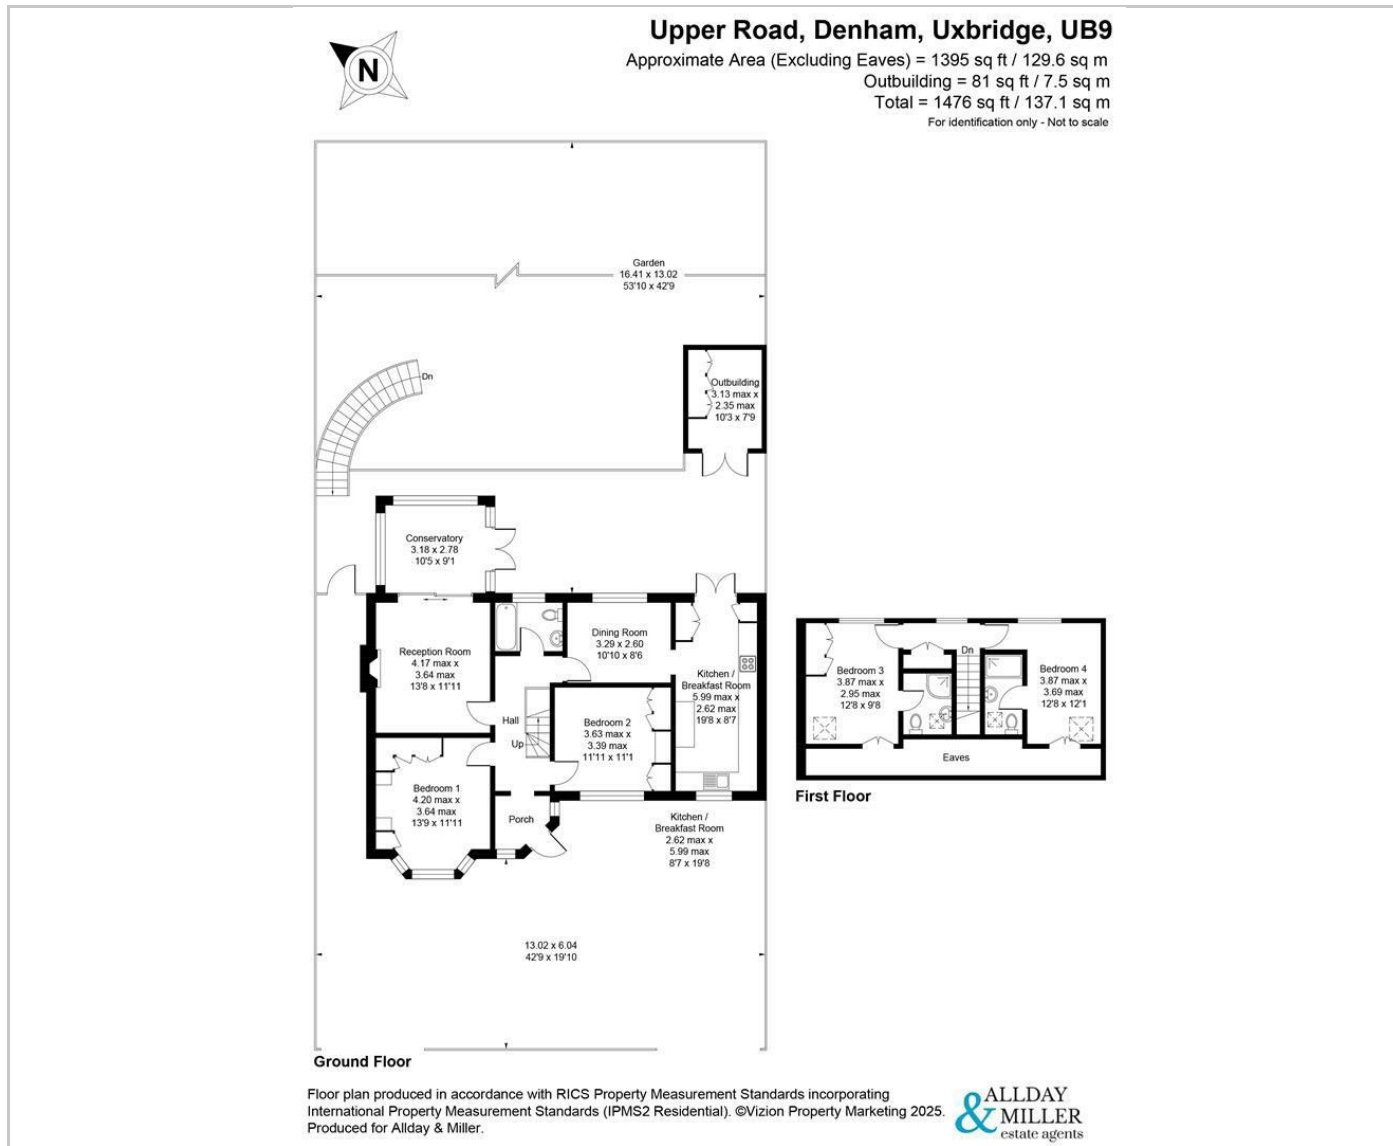 N
Upper Road, Denham, Uxbridge, UB9
Approximate Area (Excluding Eaves) = 1395 sq ft / 129.6 sq m
Outbuilding = 81 sq ft / 7.5 sq m
Total = 1476 sq ft / 137.1 sq m
For identification only - Not to scale
Garden
16.41 x 13.02
53'10 x 42'9
Dn
Outbuilding
3.13 max x
2.35 max
10'3 x 7'9
Conservatory
3.18 x 2.78
10'5 x 9'1
Reception Room
4.17 max x
3.64 max
13'8 x 11'11
Dining Room
3.29 x 2.60
10'10 x 8'6
Kitchen /
Breakfast Room
5.99 max x
2.62 max
19'8 x 8'7
Hall
Up
Bedroom 2
3.63 max x
3.39 max
11'11 x 11'1
Bedroom 1
4.20 max x
3.64 max
13'9 x 11'11
Porch
Kitchen /
Breakfast Room
2.62 max x
5.99 max
8'7 x 19'8
13.02 x 6.04
42'9 x 19'10
Ground Floor
Dn
Bedroom 3
3.87 max x
2.95 max
12'8 x 9'8
Bedroom 4
3.87 max x
3.69 max
12'8 x 12'1
Eaves
First Floor
Floor plan produced in accordance with RICS Property Measurement Standards incorporating
International Property Measurement Standards (IPMS2 Residential). ©Vizion Property Marketing 2025.
Produced for Allday & Miller.
ALLDAY
& MILLER
estate agents